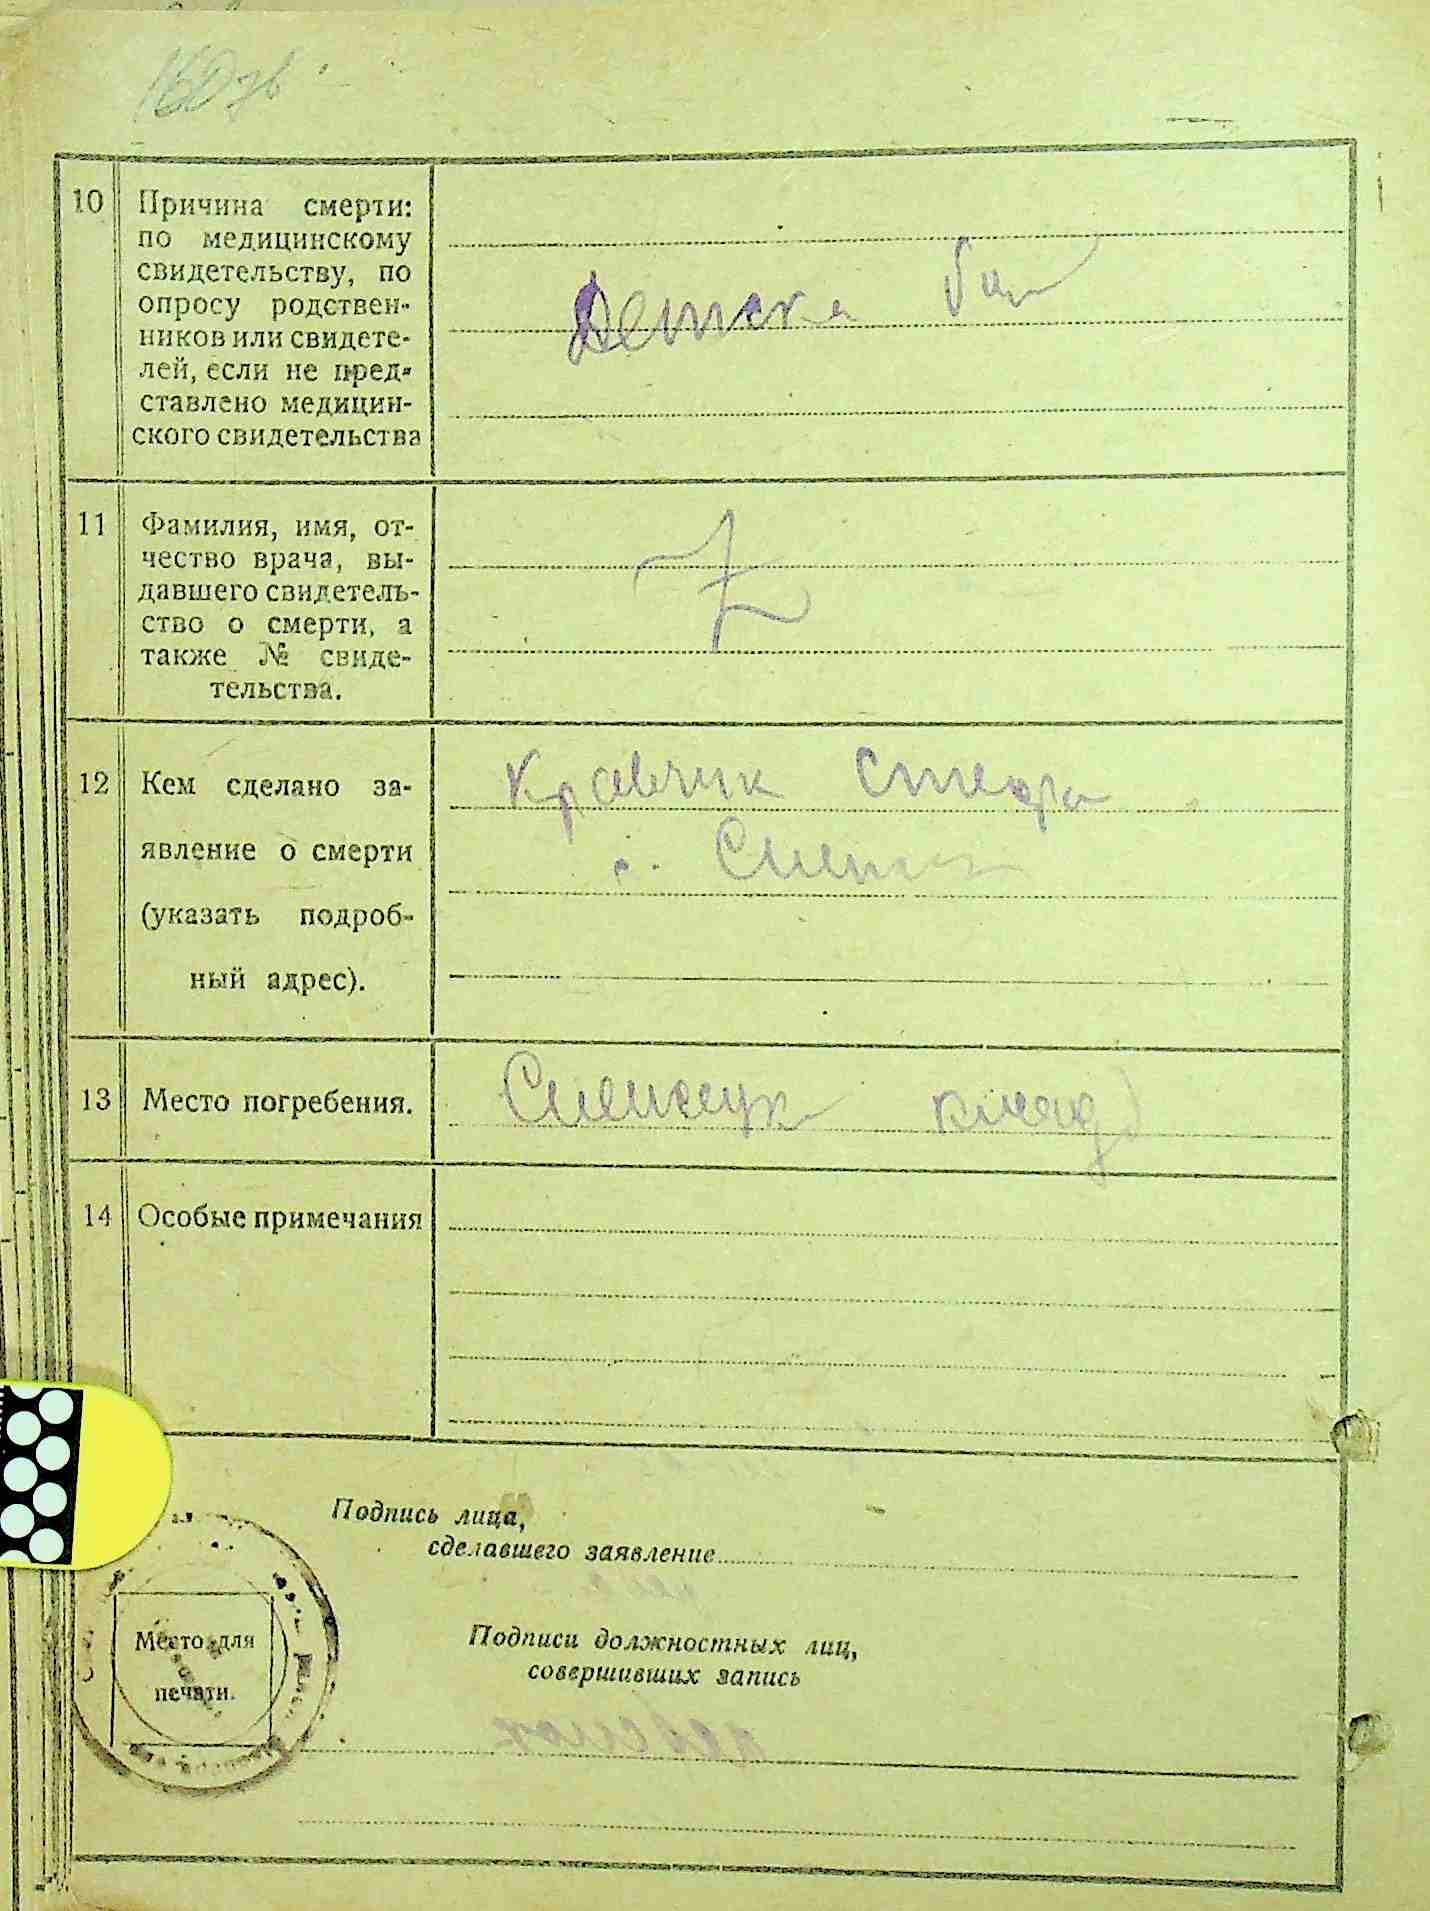 10 Причина смерти:
по медицинскому
свидетельству, по
опросу родствен-
ников или свидете-
лей, если не пред-
ставлено медицин-
ского свидетельства
Детска
11 Фамилия, имя, от-
чество врача, вы-
давшего свидетель-
ство о смерти, а
также № свиде-
тельства.
12 Кем сделано за-
явление о смерти
(указать подроб-
ный адрес).
Кравчик
с.
13 Место погребения.
клад
14 Особые примечания
Подпись лица,
сделавшего заявление
Место для
печати.
Подписи должностных лиц,
совершивших запись